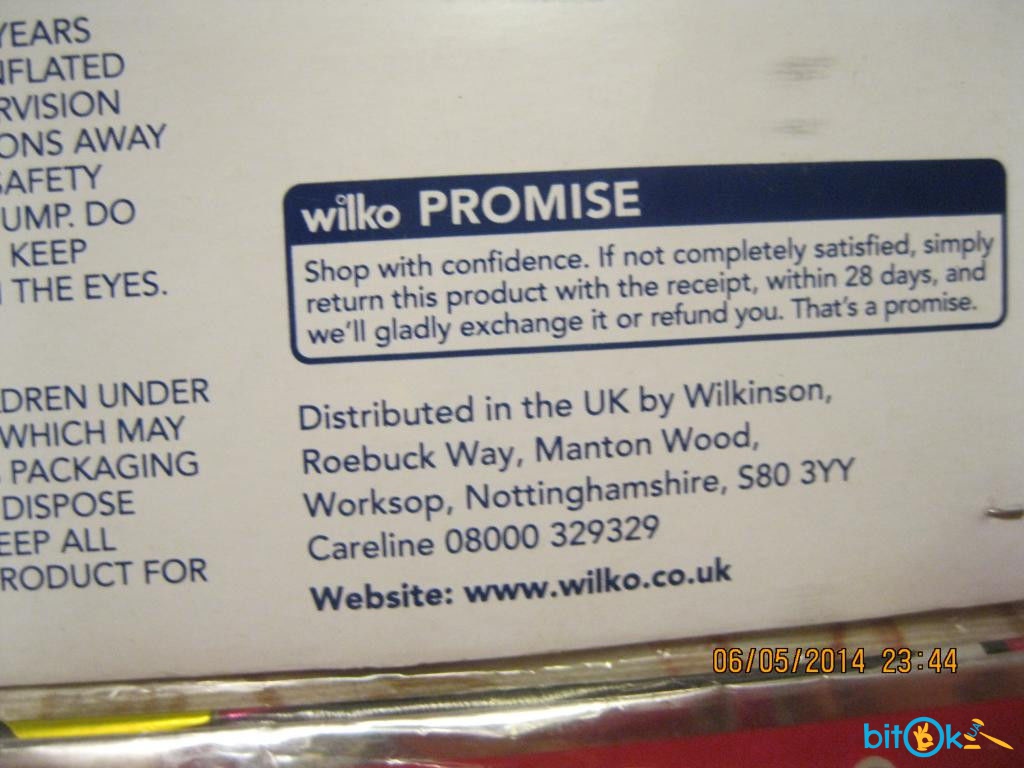 YEARS
NFLATED
RVISION
ONS AWAY
SAFETY
UMP. DO
KEEP
THE EYES.
DREN UNDER
WHICH MAY
PACKAGING
DISPOSE
EEP ALL
RODUCT FOR
wilko PROMISE
Shop with confidence. If not completely satisfied, simply
return this product with the receipt, within 28 days, and
we'll gladly exchange it or refund you. That's a promise.
Distributed in the UK by Wilkinson,
Roebuck Way, Manton Wood,
Worksop, Nottinghamshire, S80 3YY
Careline 08000 329329
Website: www.wilko.co.uk
06/05/2014 23:44
bitOk UA